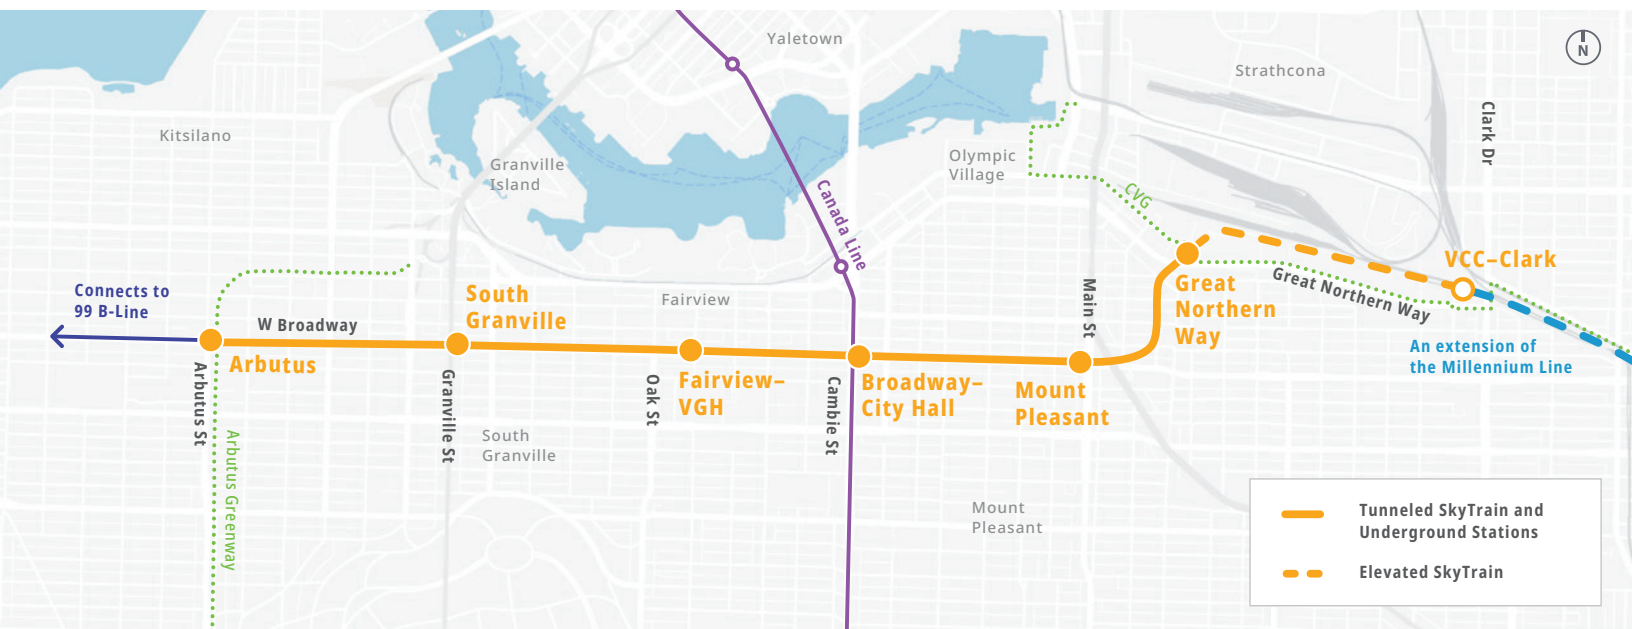 Yaletown
N
Strathcona
Kitsilano
Clark Dr
Granville
Island
Olympic
Village
CVG
Canada Line
VCC–Clark
Great
Northern
Way
Great Northern Way
Connects to
99 B-Line
South
Granville
Fairview
Main St
W Broadway
An extension of
the Millennium Line
Arbutus
Arbutus St
Granville St
Oak St
Fairview–
VGH
Cambie St
Broadway–
City Hall
Mount
Pleasant
Arbutus Greenway
South
Granville
Mount
Pleasant
Tunneled SkyTrain and
Underground Stations
Elevated SkyTrain